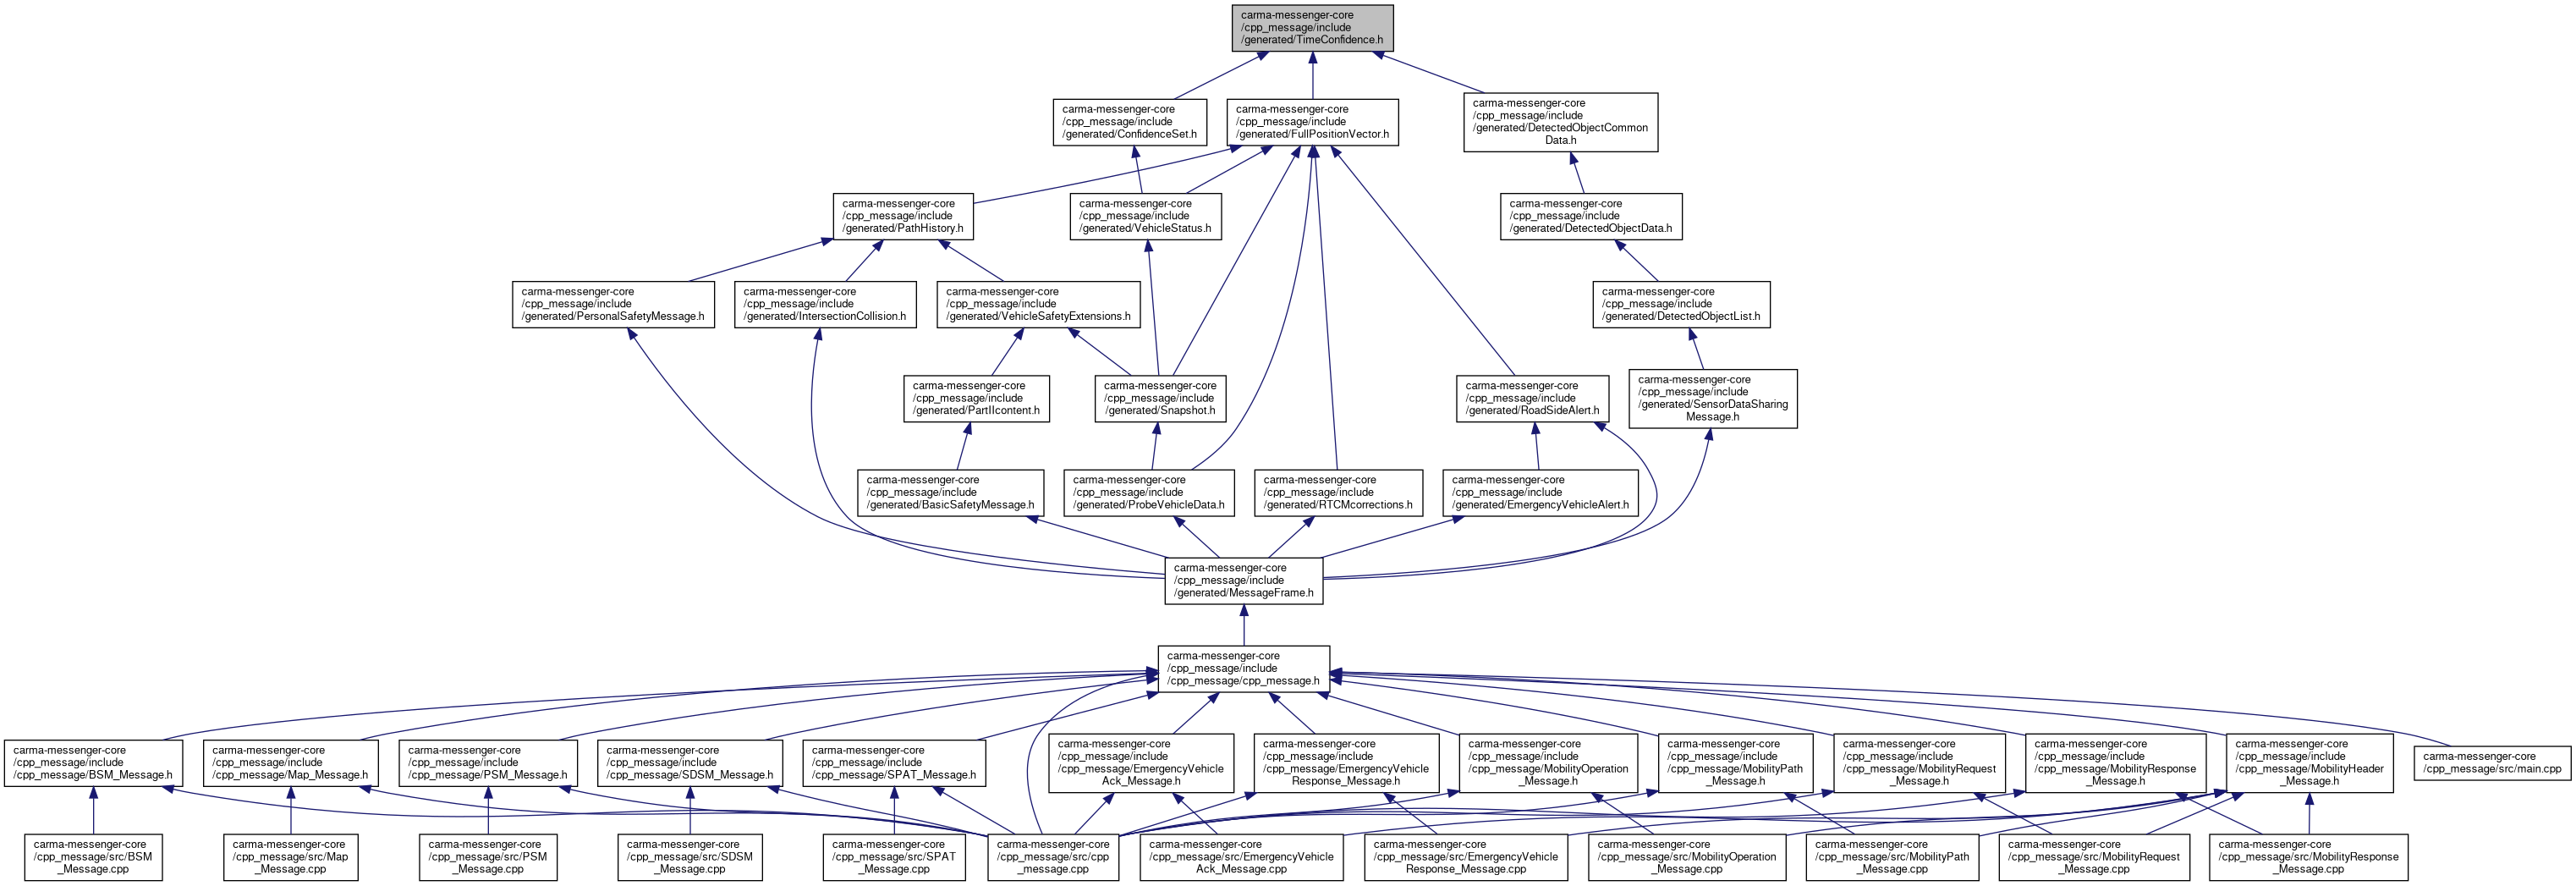 carma-messenger-core
/cpp_message/include
/generated/TimeConfidence.h
carma-messenger-core
/cpp_message/include
/generated/ConfidenceSet.h
carma-messenger-core
/cpp_message/include
/generated/FullPositionVector.h
carma-messenger-core
/cpp_message/include
/generated/DetectedObjectCommon
Data.h
carma-messenger-core
/cpp_message/include
/generated/PathHistory.h
carma-messenger-core
/cpp_message/include
/generated/VehicleStatus.h
carma-messenger-core
/cpp_message/include
/generated/DetectedObjectData.h
carma-messenger-core
/cpp_message/include
/generated/PersonalSafetyMessage.h
carma-messenger-core
/cpp_message/include
/generated/IntersectionCollision.h
carma-messenger-core
/cpp_message/include
/generated/VehicleSafetyExtensions.h
carma-messenger-core
/cpp_message/include
/generated/DetectedObjectList.h
carma-messenger-core
/cpp_message/include
/generated/PartIIcontent.h
carma-messenger-core
/cpp_message/include
/generated/Snapshot.h
carma-messenger-core
/cpp_message/include
/generated/RoadSideAlert.h
carma-messenger-core
/cpp_message/include
/generated/SensorDataSharing
Message.h
carma-messenger-core
/cpp_message/include
/generated/BasicSafetyMessage.h
carma-messenger-core
/cpp_message/include
/generated/ProbeVehicleData.h
carma-messenger-core
/cpp_message/include
/generated/RTCMcorrections.h
carma-messenger-core
/cpp_message/include
/generated/EmergencyVehicleAlert.h
carma-messenger-core
/cpp_message/include
/generated/MessageFrame.h
carma-messenger-core
/cpp_message/include
/cpp_message/cpp_message.h
carma-messenger-core
/cpp_message/include
/cpp_message/BSM_Message.h
carma-messenger-core
/cpp_message/include
/cpp_message/Map_Message.h
carma-messenger-core
/cpp_message/include
/cpp_message/PSM_Message.h
carma-messenger-core
/cpp_message/include
/cpp_message/SDSM_Message.h
carma-messenger-core
/cpp_message/include
/cpp_message/SPAT_Message.h
carma-messenger-core
/cpp_message/include
/cpp_message/EmergencyVehicle
Ack_Message.h
carma-messenger-core
/cpp_message/include
/cpp_message/EmergencyVehicle
Response_Message.h
carma-messenger-core
/cpp_message/include
/cpp_message/MobilityOperation
_Message.h
carma-messenger-core
/cpp_message/include
/cpp_message/MobilityPath
_Message.h
carma-messenger-core
/cpp_message/include
/cpp_message/MobilityRequest
_Message.h
carma-messenger-core
/cpp_message/include
/cpp_message/MobilityResponse
_Message.h
carma-messenger-core
/cpp_message/include
/cpp_message/MobilityHeader
_Message.h
carma-messenger-core
/cpp_message/src/main.cpp
carma-messenger-core
/cpp_message/src/BSM
_Message.cpp
carma-messenger-core
/cpp_message/src/Map
_Message.cpp
carma-messenger-core
/cpp_message/src/PSM
_Message.cpp
carma-messenger-core
/cpp_message/src/SDSM
_Message.cpp
carma-messenger-core
/cpp_message/src/SPAT
_Message.cpp
carma-messenger-core
/cpp_message/src/cpp
_message.cpp
carma-messenger-core
/cpp_message/src/EmergencyVehicle
Ack_Message.cpp
carma-messenger-core
/cpp_message/src/EmergencyVehicle
Response_Message.cpp
carma-messenger-core
/cpp_message/src/MobilityOperation
_Message.cpp
carma-messenger-core
/cpp_message/src/MobilityPath
_Message.cpp
carma-messenger-core
/cpp_message/src/MobilityRequest
_Message.cpp
carma-messenger-core
/cpp_message/src/MobilityResponse
_Message.cpp